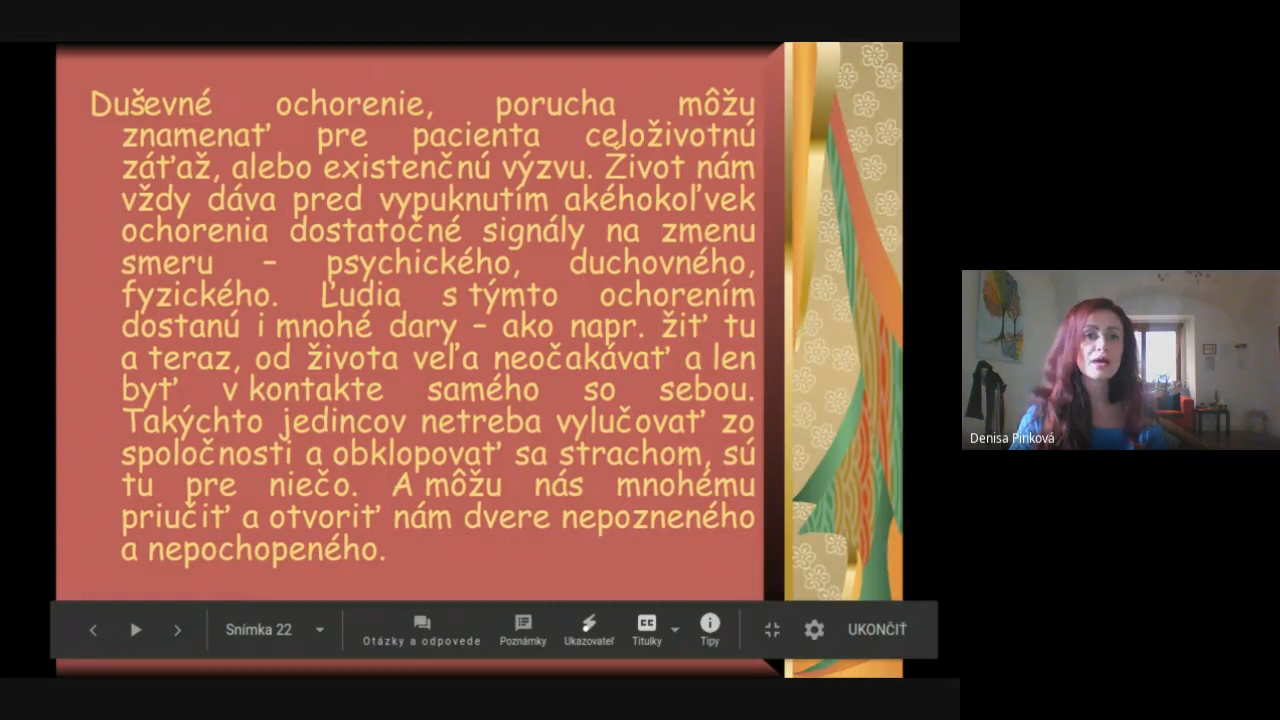 Duševné ochorenie, porucha môžu
znamenať pre pacienta celoživotnú
záťaž, alebo existenčnú výzvu. Život nám
vždy dáva pred vypuknutím akéhokoľvek
ochorenia dostatočné signály na zmenu
smeru – psychického, duchovného,
fyzického. Ľudia s týmto ochorením
dostanú i mnohé dary – ako napr. žiť tu
a teraz, od života veľa neočakávať a len
byť v kontakte samého so sebou.
Takýchto jedincov netreba vylučovať zo
spoločnosti a obklopovať sa strachom, sú
tu pre niečo. A môžu nás mnohému
priučiť a otvoriť nám dvere nepozneného
a nepochopeného.
Snímka 22
Otázky a odpovede
Poznámky
Ukazovateľ
Titulky
Tipy
UKONČIŤ
Denisa Pinková